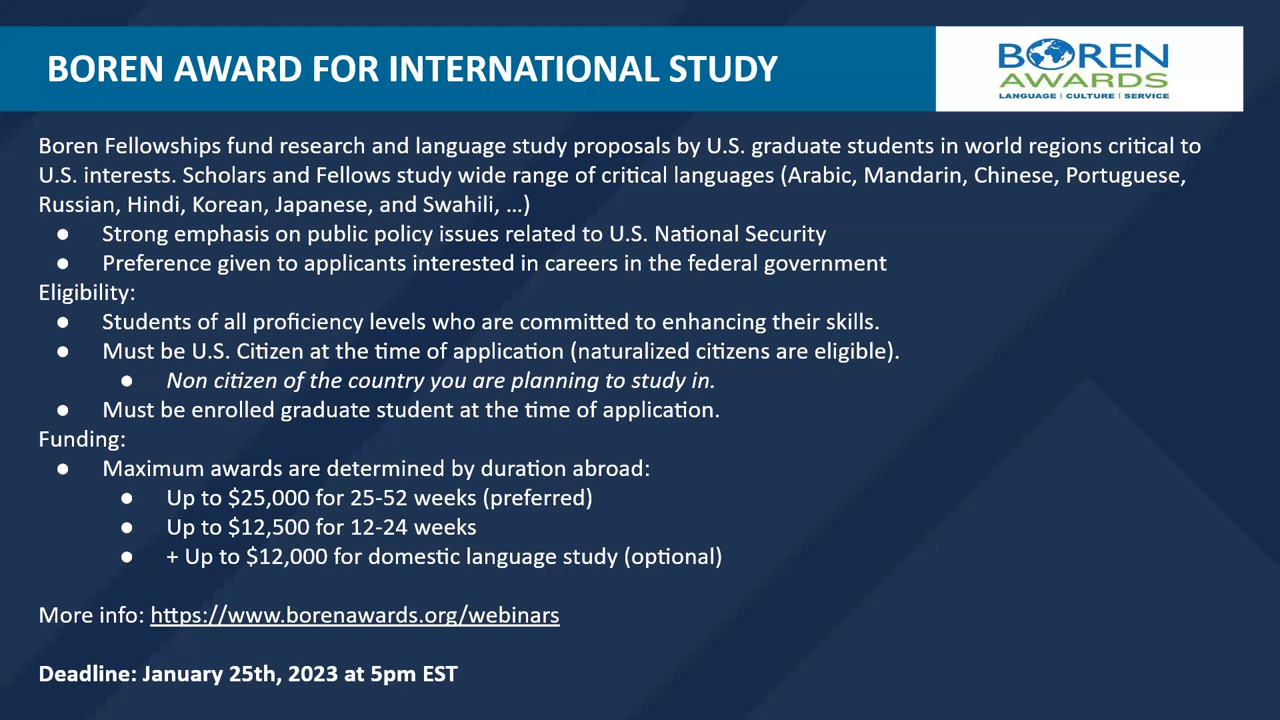 BOREN AWARD FOR INTERNATIONAL STUDY
BOREN
AWARDS
LANGUAGE | CULTURE | SERVICE
Boren Fellowships fund research and language study proposals by U.S. graduate students in world regions critical to
U.S. interests. Scholars and Fellows study wide range of critical languages (Arabic, Mandarin, Chinese, Portuguese,
Russian, Hindi, Korean, Japanese, and Swahili, ...)
● Strong emphasis on public policy issues related to U.S. National Security
● Preference given to applicants interested in careers in the federal government
Eligibility:
● Students of all proficiency levels who are committed to enhancing their skills.
● Must be U.S. Citizen at the time of application (naturalized citizens are eligible).
● Non citizen of the country you are planning to study in.
● Must be enrolled graduate student at the time of application.
Funding:
● Maximum awards are determined by duration abroad:
● Up to $25,000 for 25-52 weeks (preferred)
● Up to $12,500 for 12-24 weeks
● + Up to $12,000 for domestic language study (optional)
More info: https://www.borenawards.org/webinars
Deadline: January 25th, 2023 at 5pm EST